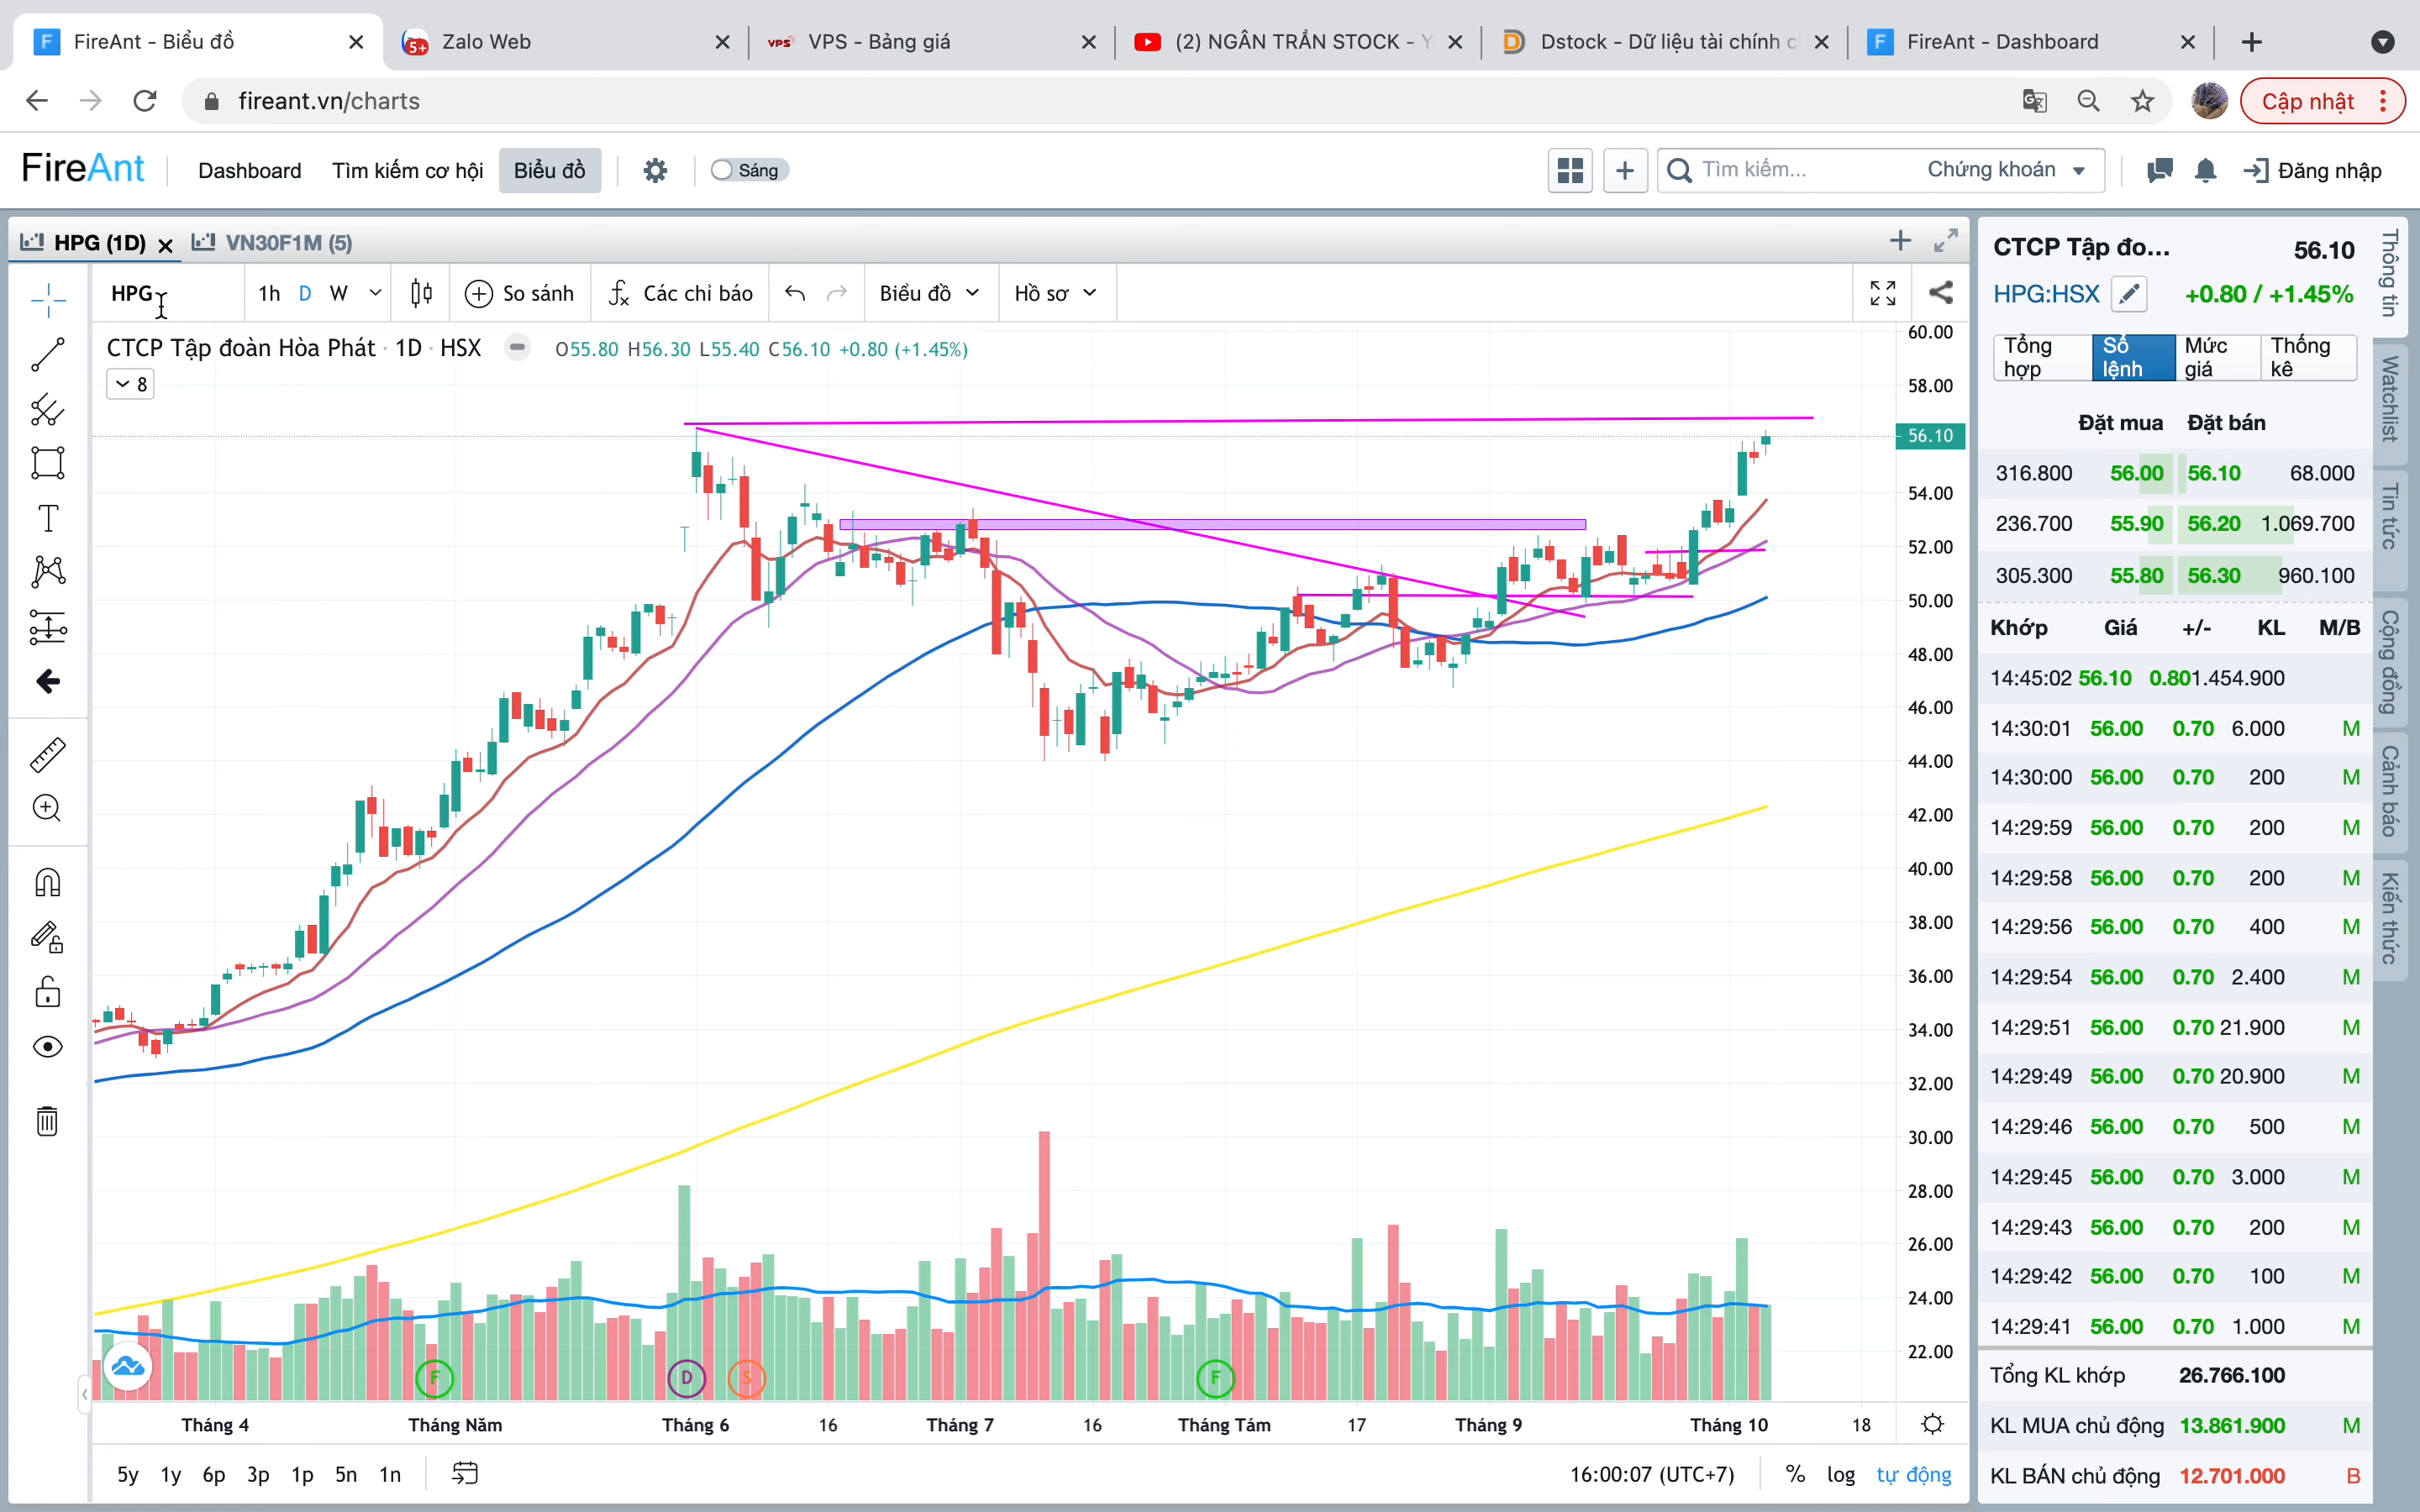 FireAnt - Biểu đồ
5+ Zalo Web
VPS VPS - Bảng giá
(2) NGÂN TRẦN STOCK - Y
Dstock - Dữ liệu tài chính c
FireAnt - Dashboard
fireant.vn/charts
Cập nhật
FireAnt
Dashboard Tìm kiếm cơ hội Biểu đồ Sáng
Tìm kiếm... Chứng khoán Đăng nhập
HPG (1D) VN30F1M (5)
HPG 1h D W So sánh Các chỉ báo Biểu đồ Hồ sơ
CTCP Tập đoàn Hòa Phát · 1D · HSX O55.80 H56.30 L55.40 C56.10 +0.80 (+1.45%)
8
60.00
58.00
56.10
54.00
52.00
50.00
48.00
46.00
44.00
42.00
40.00
38.00
36.00
34.00
32.00
30.00
28.00
26.00
24.00
22.00
F D S F
Tháng 4 Tháng Năm Tháng 6 16 Tháng 7 16 Tháng Tám 17 Tháng 9 Tháng 10 18
5y 1y 6p 3p 1p 5n 1n
16:00:07 (UTC+7) % log tự động
CTCP Tập đo... 56.10
HPG:HSX +0.80 / +1.45%
Tổng hợp Sổ lệnh Mức giá Thống kê
Đặt mua Đặt bán
316.800 56.00 56.10 68.000
236.700 55.90 56.20 1.069.700
305.300 55.80 56.30 960.100
Khớp Giá +/- KL M/B
14:45:02 56.10 0.80 1.454.900
14:30:01 56.00 0.70 6.000 M
14:30:00 56.00 0.70 200 M
14:29:59 56.00 0.70 200 M
14:29:58 56.00 0.70 200 M
14:29:56 56.00 0.70 400 M
14:29:54 56.00 0.70 2.400 M
14:29:51 56.00 0.70 21.900 M
14:29:49 56.00 0.70 20.900 M
14:29:46 56.00 0.70 500 M
14:29:45 56.00 0.70 3.000 M
14:29:43 56.00 0.70 200 M
14:29:42 56.00 0.70 100 M
14:29:41 56.00 0.70 1.000 M
Tổng KL khớp 26.766.100
KL MUA chủ động 13.861.900 M
KL BÁN chủ động 12.701.000 B
Thông tin
Watchlist
Tin tức
Cộng đồng
Cảnh báo
Kiến thức